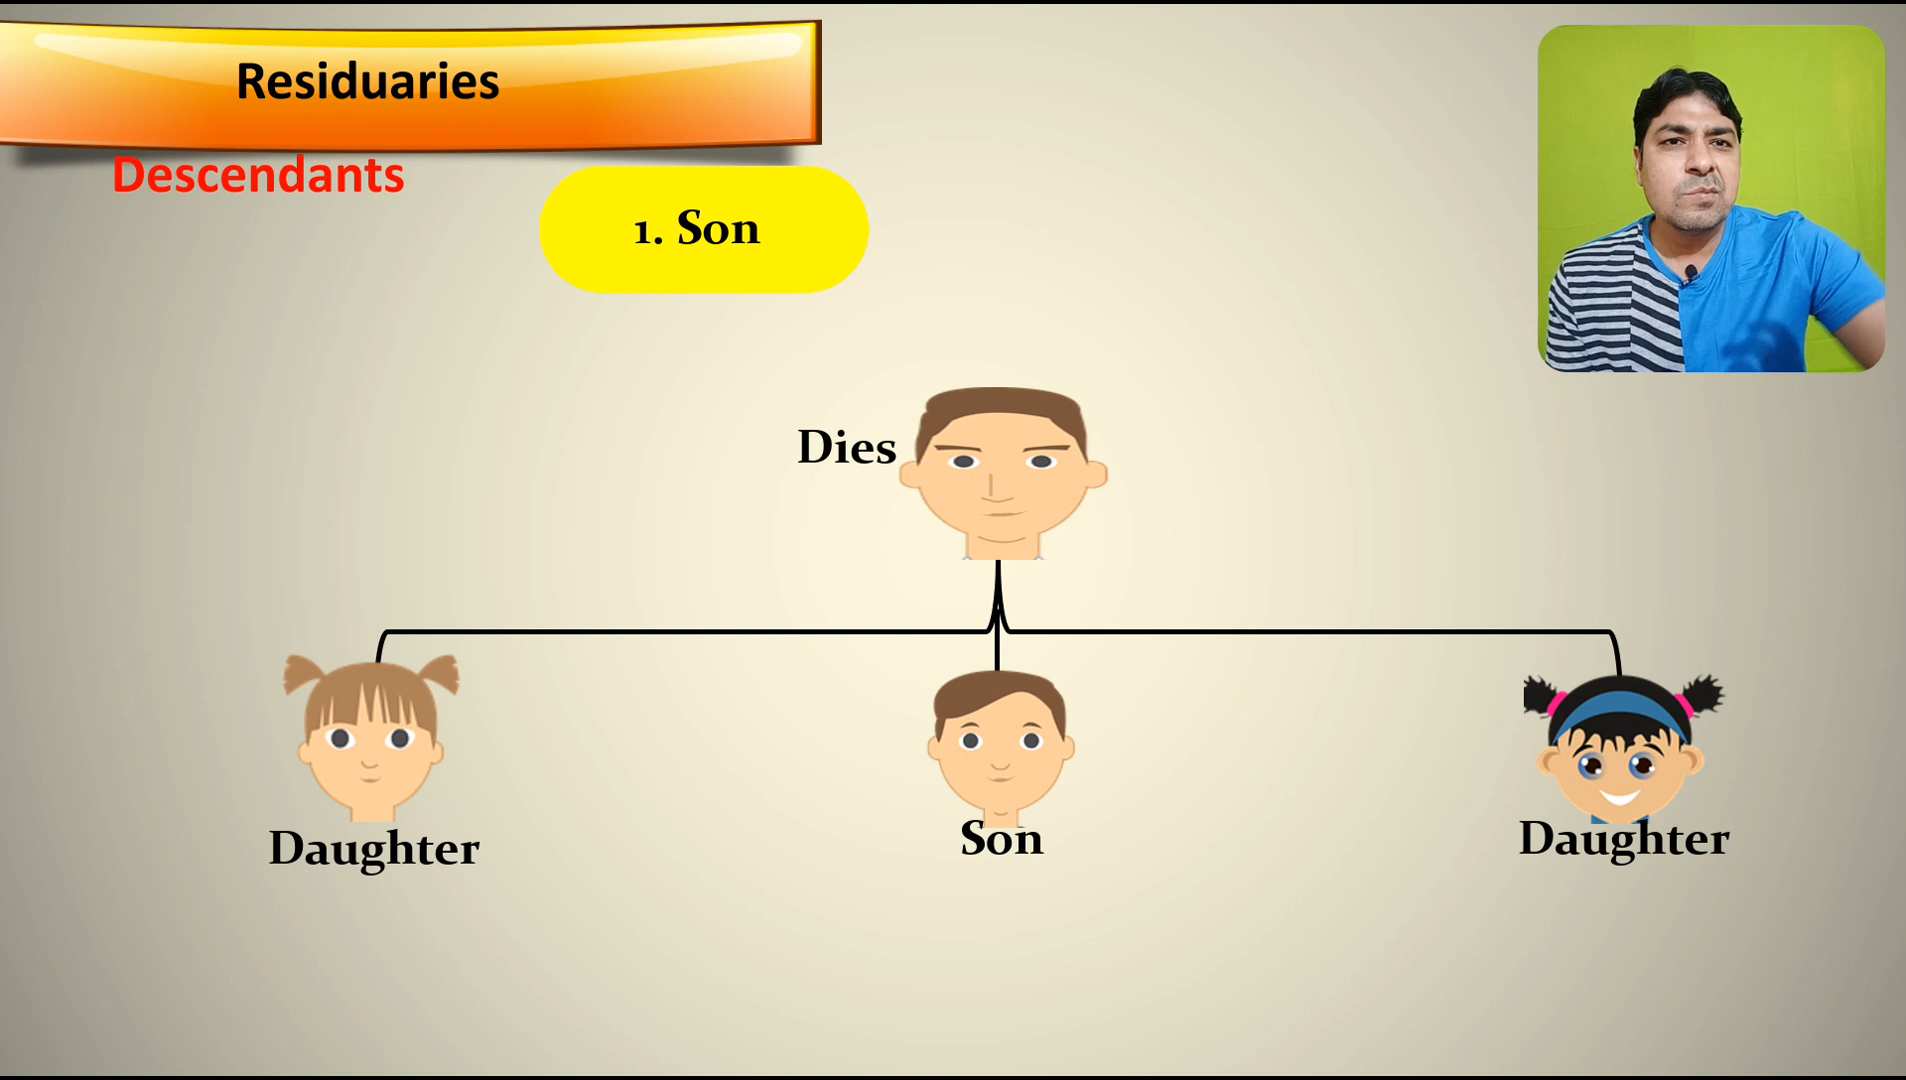 Residuaries
Descendants
1. Son
Dies
Daughter
Son
Daughter